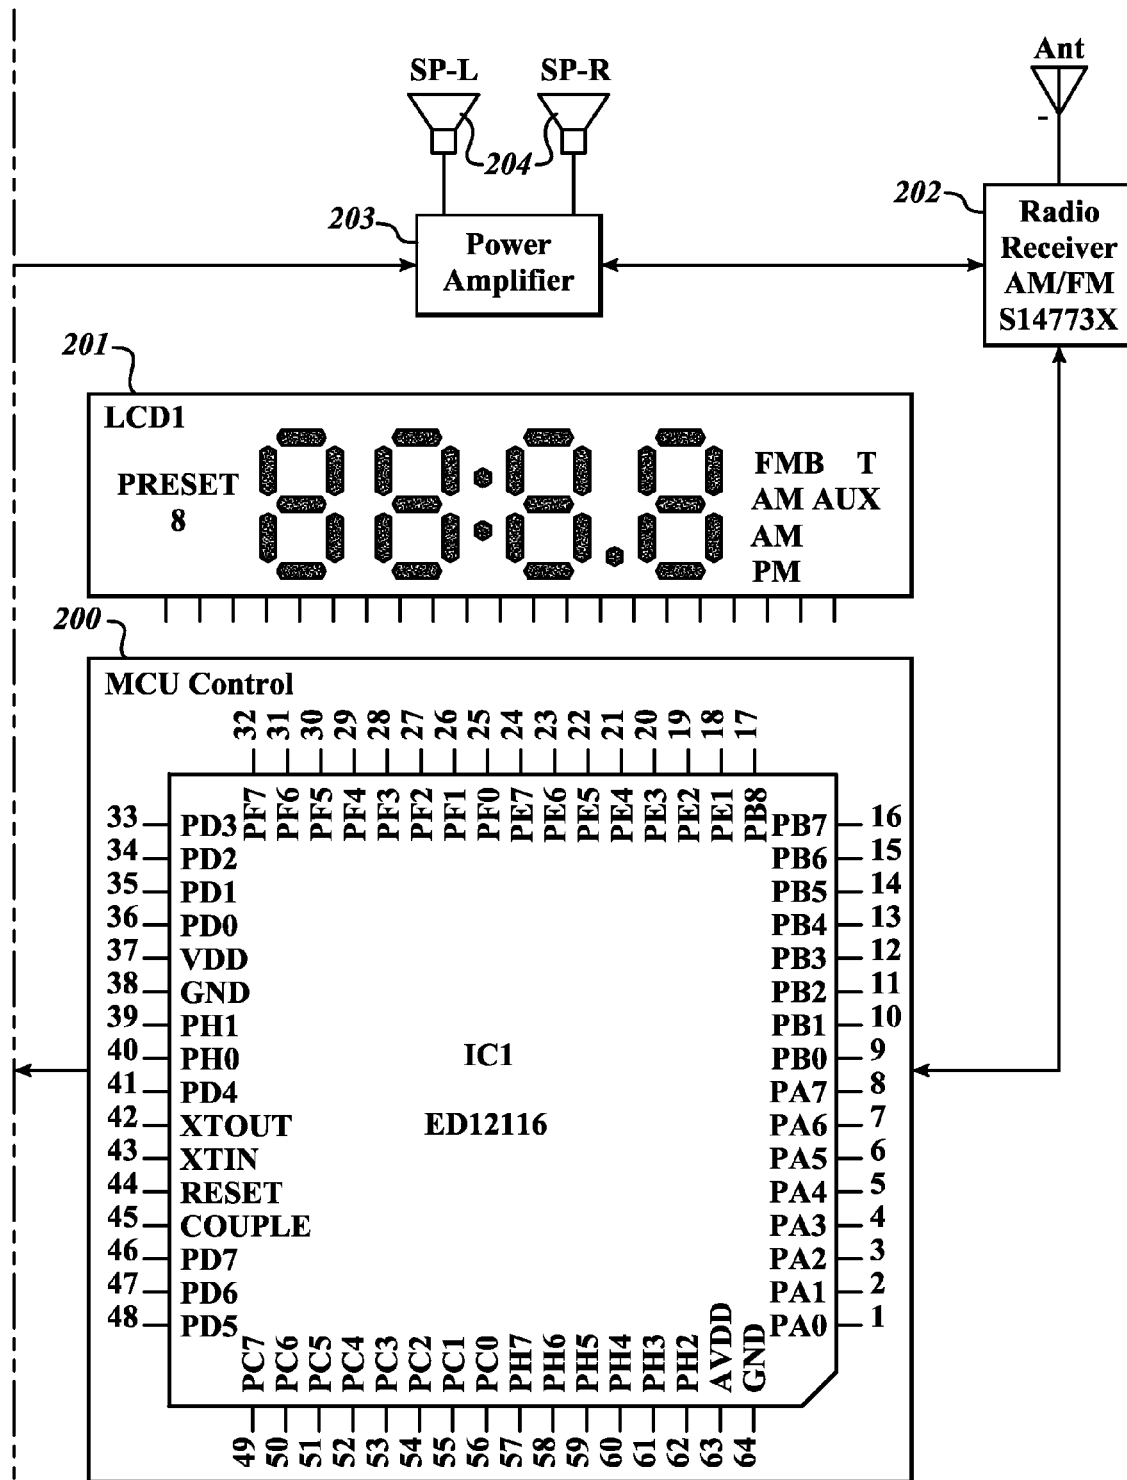 SP-L SP-R Ant
204
203
Power
Amplifier
202
Radio
Receiver
AM/FM
S14773X
201
LCD1
PRESET
8
88:8.8
FMB T
AM AUX
AM
PM
200
MCU Control
32 31 30 29 28 27 26 25 24 23 22 21 20 19 18 17
PF7 PF6 PF5 PF4 PF3 PF2 PF1 PF0 PE7 PE6 PE5 PE4 PE3 PE2 PE1 PB8
33 PD3 PB7 16
34 PD2 PB6 15
35 PD1 PB5 14
36 PD0 PB4 13
37 VDD PB3 12
38 GND PB2 11
39 PH1 PB1 10
40 PH0 PB0 9
41 PD4 PA7 8
42 XTOUT PA6 7
43 XTIN PA5 6
44 RESET PA4 5
45 COUPLE PA3 4
46 PD7 PA2 3
47 PD6 PA1 2
48 PD5 PA0 1
IC1
ED12116
PC7 PC6 PC5 PC4 PC3 PC2 PC1 PC0 PH7 PH6 PH5 PH4 PH3 PH2 AVDD GND
49 50 51 52 53 54 55 56 57 58 59 60 61 62 63 64